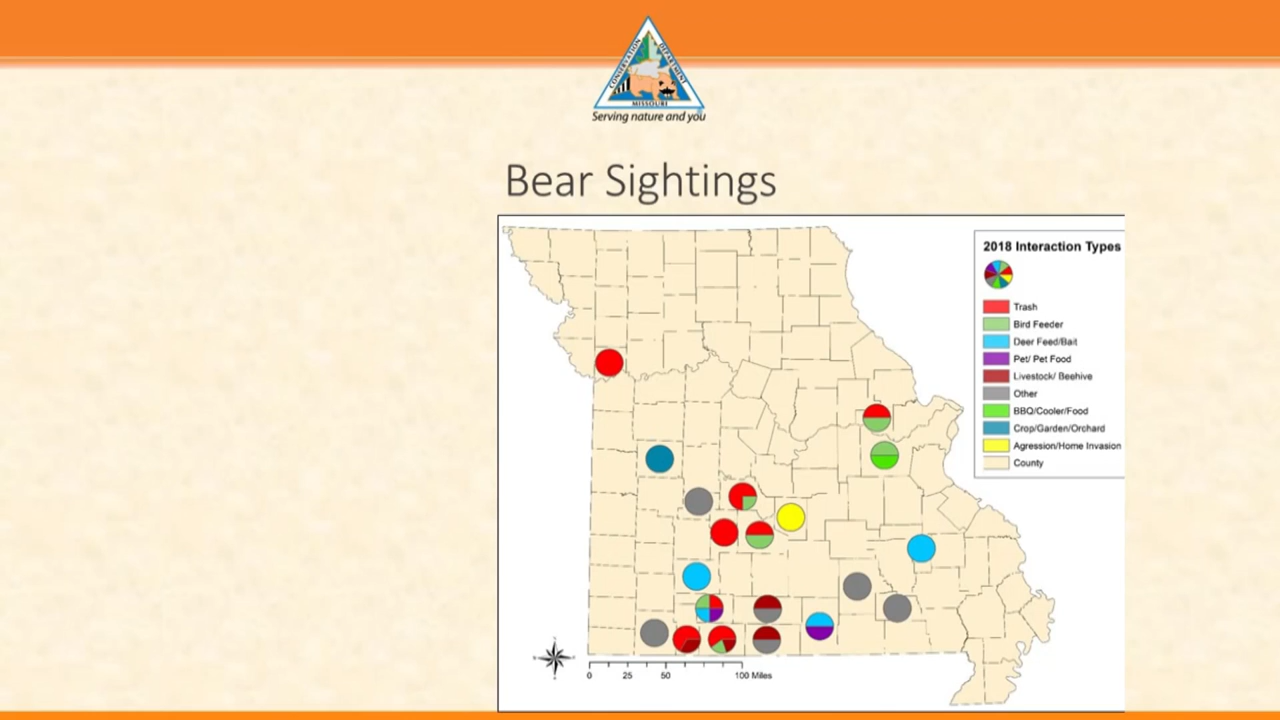 CONSERVATION DEPARTMENT
MISSOURI
Serving nature and you
Bear Sightings
2018 Interaction Types
Trash
Bird Feeder
Deer Feed/Bait
Pet/ Pet Food
Livestock/ Beehive
Other
BBQ/Cooler/Food
Crop/Garden/Orchard
Agression/Home Invasion
County
0 25 50 100 Miles